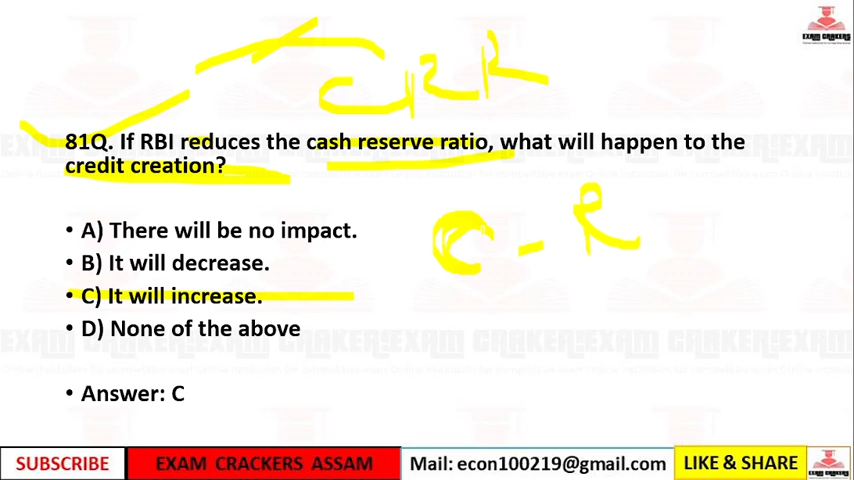 EXAM CRAKERS
CRR
81Q. If RBI reduces the cash reserve ratio, what will happen to the
credit creation?
• A) There will be no impact.
C - R
• B) It will decrease.
• C) It will increase.
• D) None of the above
• Answer: C
SUBSCRIBE
EXAM CRACKERS ASSAM
Mail: econ100219@gmail.com
LIKE & SHARE